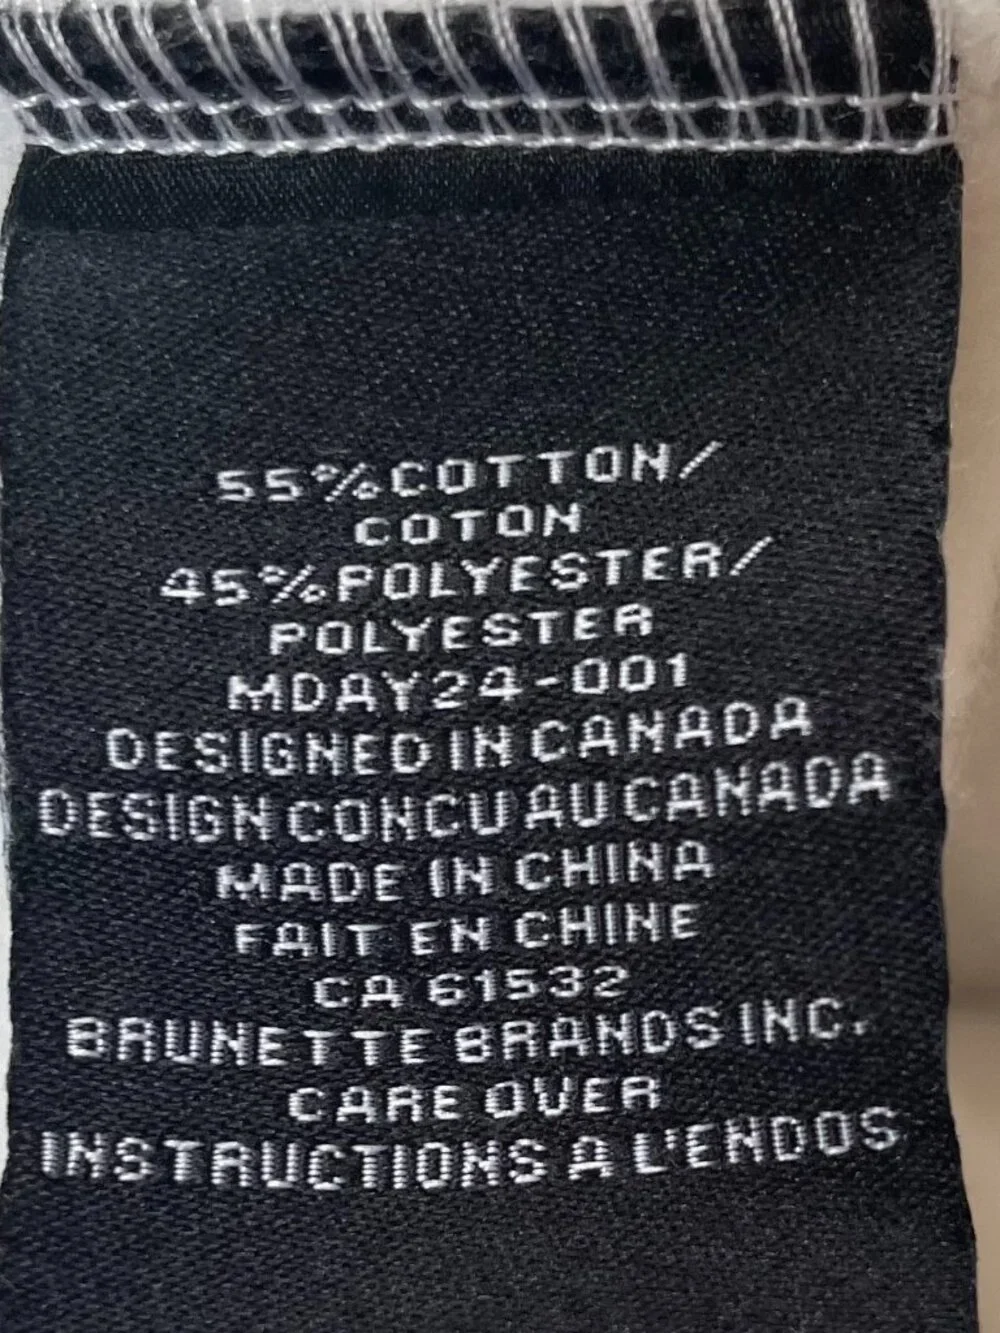 55%COTTON/
COTON
45%POLYESTER/
POLYESTER
MDAY24-001
DESIGNED IN CANADA
DESIGN CONCU AU CANADA
MADE IN CHINA
FAIT EN CHINE
CA 61532
BRUNETTE BRANDS INC.
CARE OVER
INSTRUCTIONS A L'ENDOS